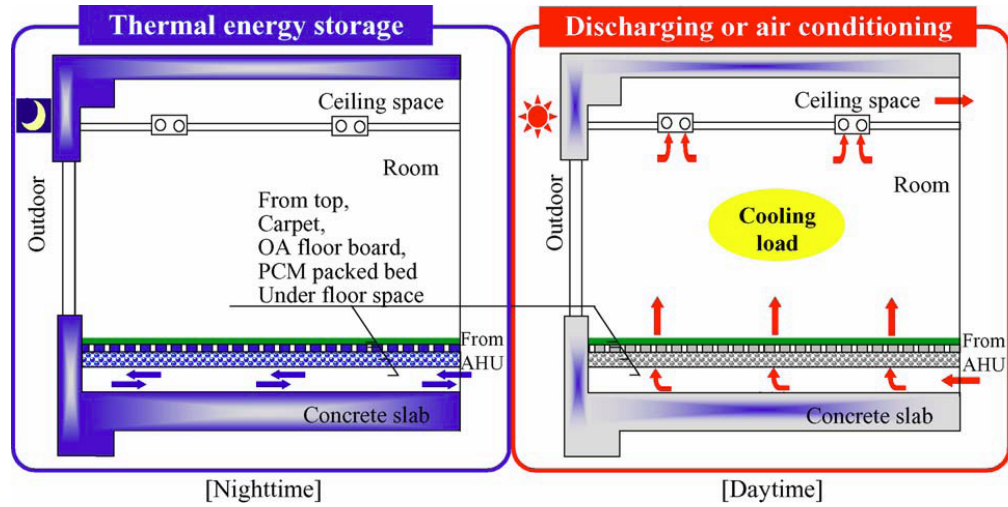 Thermal energy storage
Ceiling space
Room
Outdoor
From top,
Carpet,
OA floor board,
PCM packed bed
Under floor space
From
AHU
Concrete slab
[Nighttime]
Discharging or air conditioning
Ceiling space
Room
Outdoor
Cooling
load
From
AHU
Concrete slab
[Daytime]